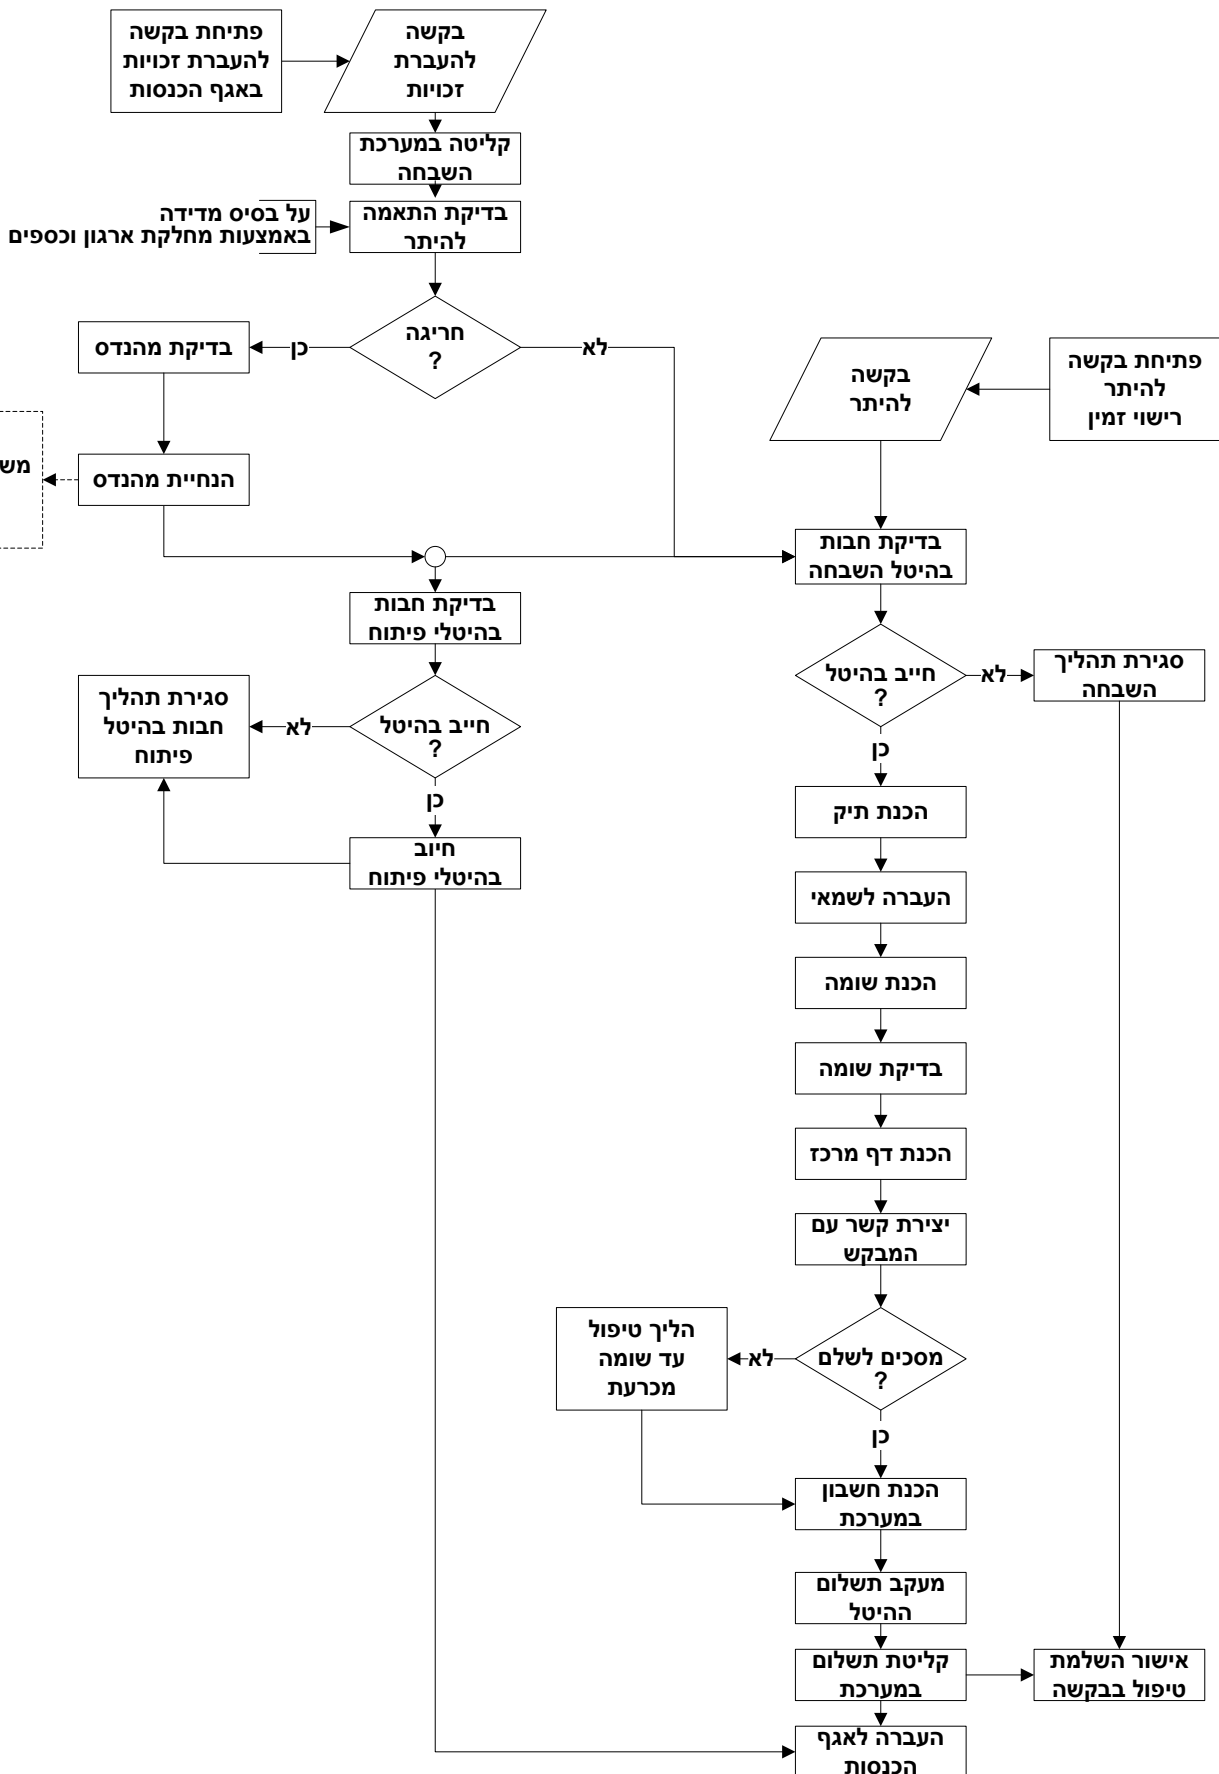 פתיחת בקשה
להעברת זכויות
באגף הכנסות
בקשה
להעברת
זכויות
קליטה במערכת
השבחה
על בסיס מדידה
באמצעות מחלקת ארגון וכספים
בדיקת התאמה
להיתר
חריגה
?
כן
לא
בדיקת מהנדס
הנחיית מהנדס
משו
פתיחת בקשה
להיתר
רישוי זמין
בקשה
להיתר
בדיקת חבות
בהיטל השבחה
בדיקת חבות
בהיטלי פיתוח
חייב בהיטל
?
לא
כן
סגירת תהליך
חבות בהיטל
פיתוח
חיוב
בהיטלי פיתוח
חייב בהיטל
?
לא
כן
סגירת תהליך
השבחה
הכנת תיק
העברה לשמאי
הכנת שומה
בדיקת שומה
הכנת דף מרכז
יצירת קשר עם
המבקש
מסכים לשלם
?
לא
כן
הליך טיפול
עד שומה
מכרעת
הכנת חשבון
במערכת
מעקב תשלום
ההיטל
קליטת תשלום
במערכת
אישור השלמת
טיפול בבקשה
העברה לאגף
הכנסות